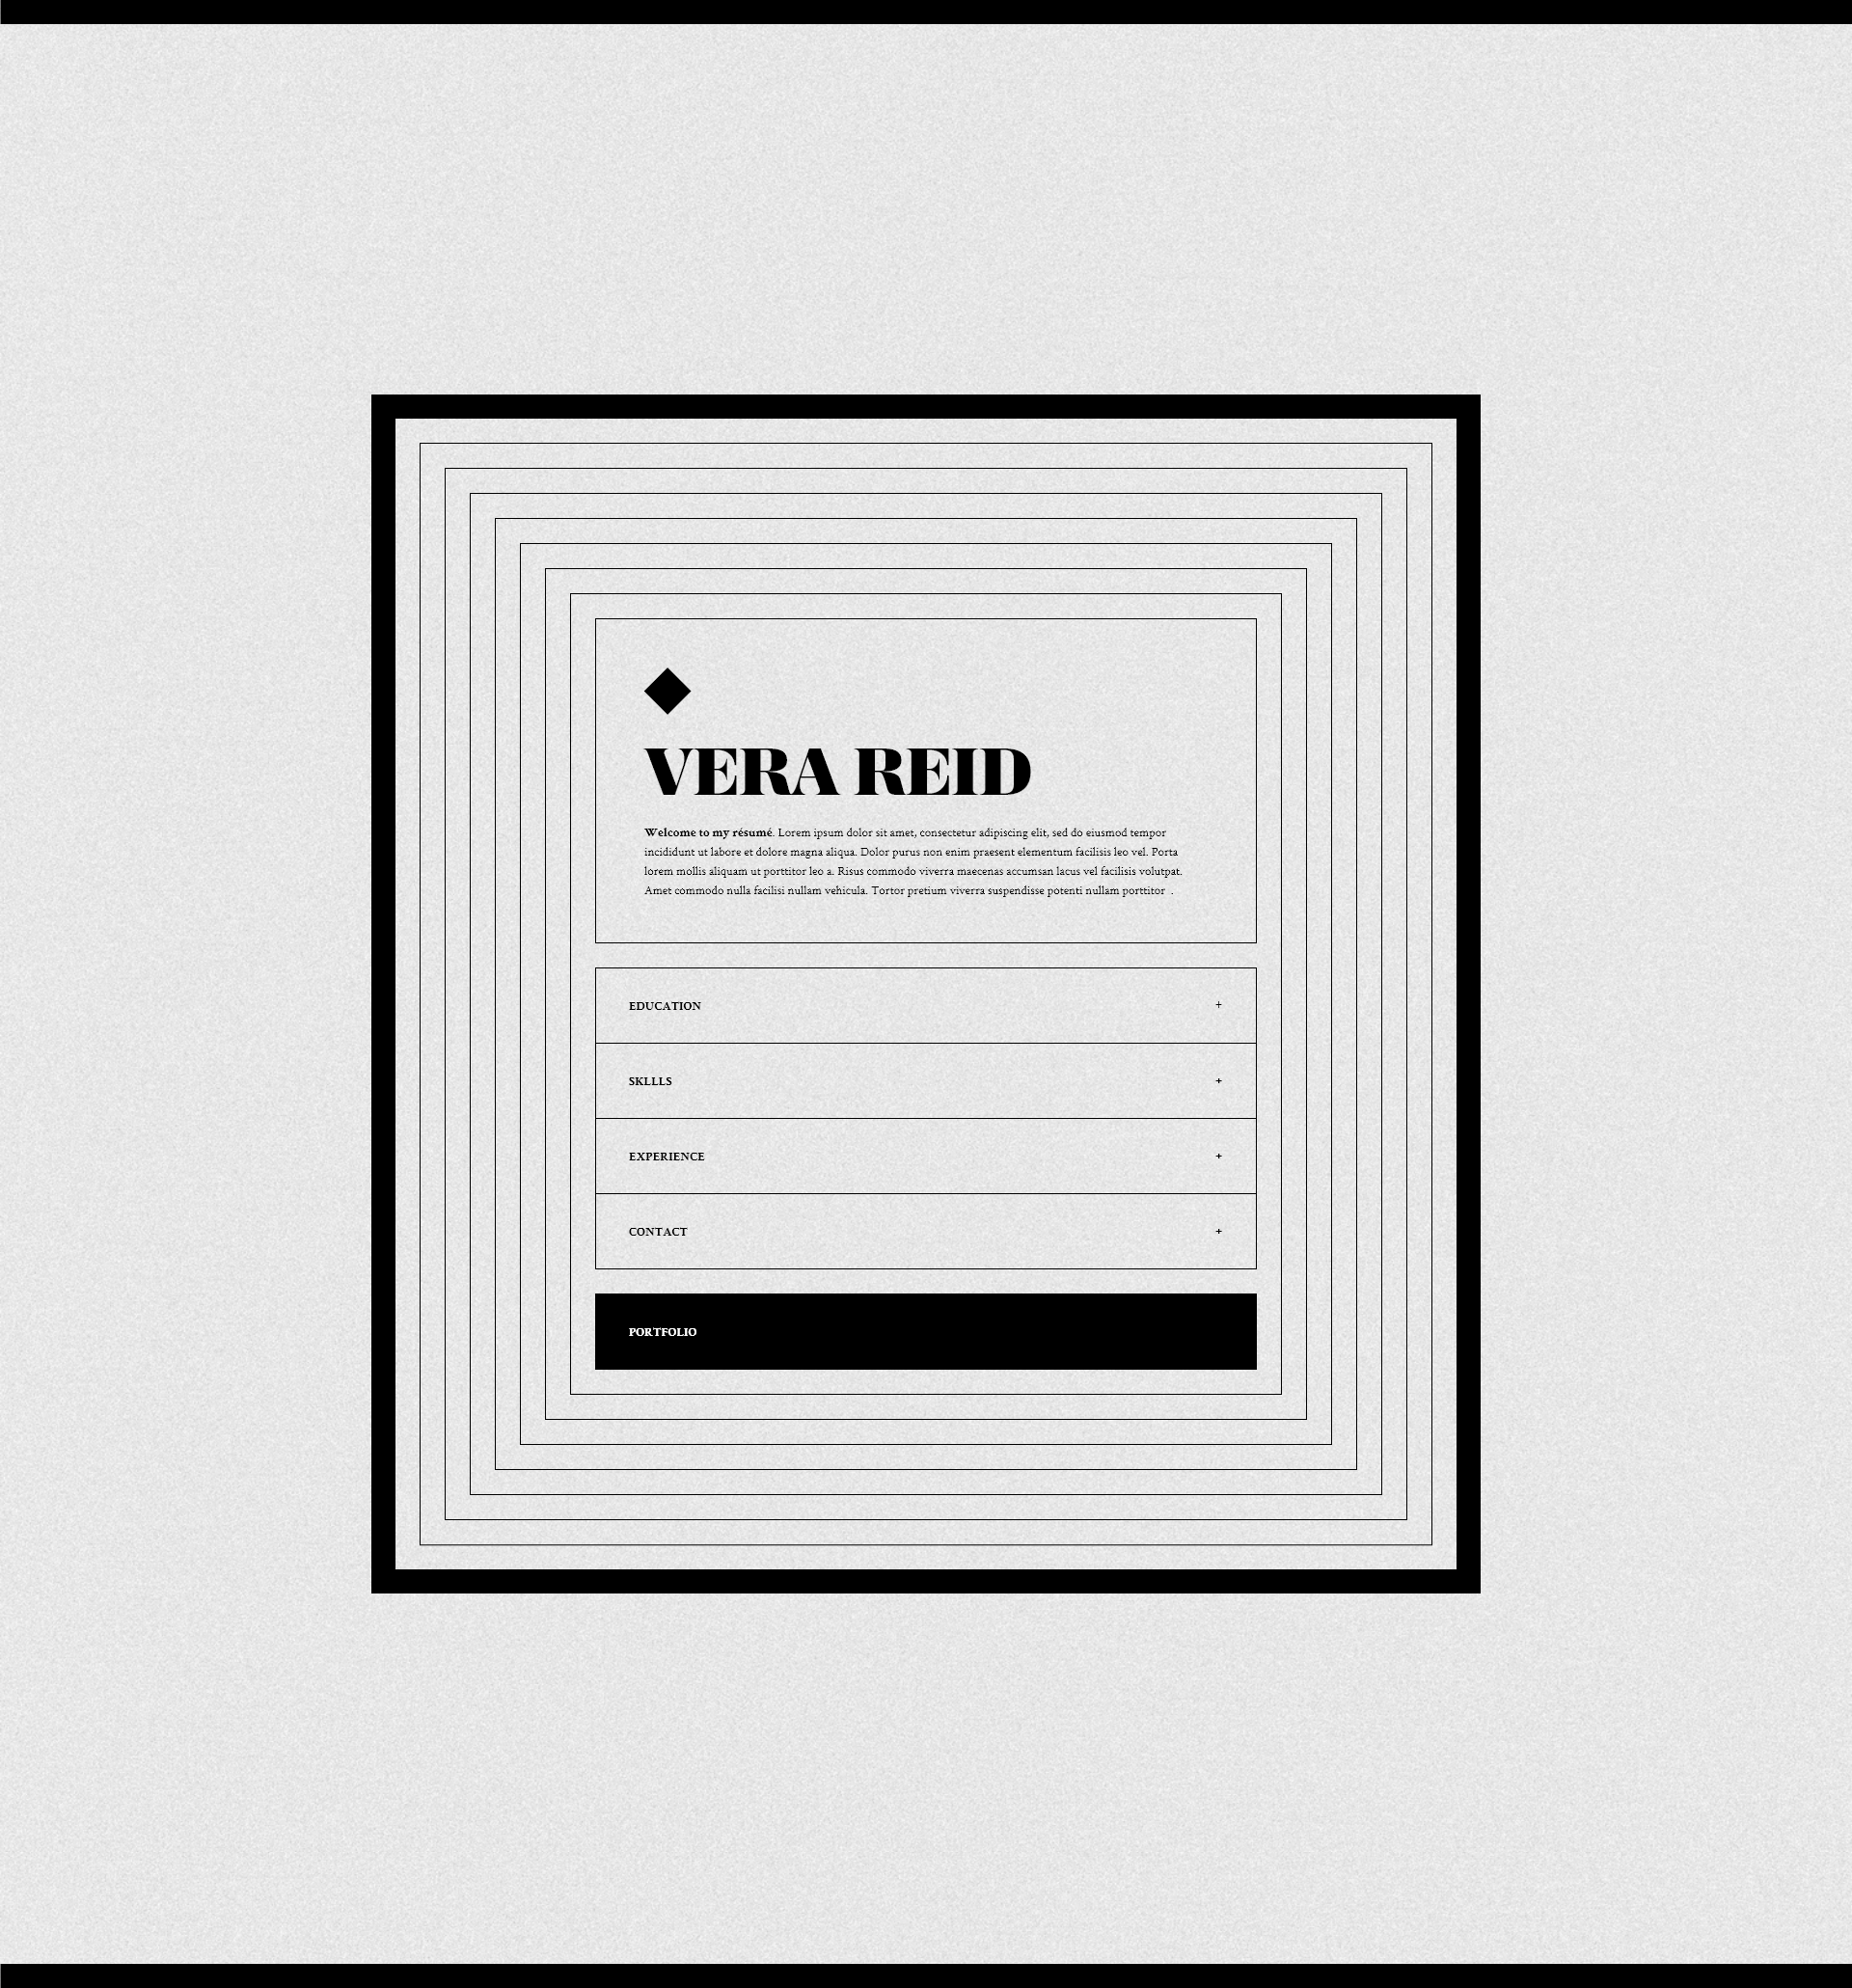 VERA REID
Welcome to my résumé. Lorem ipsum dolor sit amet, consectetur adipiscing elit, sed do eiusmod tempor
incididunt ut labore et dolore magna aliqua. Dolor purus non enim praesent elementum facilisis leo vel. Porta
lorem mollis aliquam ut porttitor leo a. Risus commodo viverra maecenas accumsan lacus vel facilisis volutpat.
Amet commodo nulla facilisi nullam vehicula. Tortor pretium viverra suspendisse potenti nullam porttitor .
EDUCATION +
SKLLLS +
EXPERIENCE +
CONTACT +
PORTFOLIO